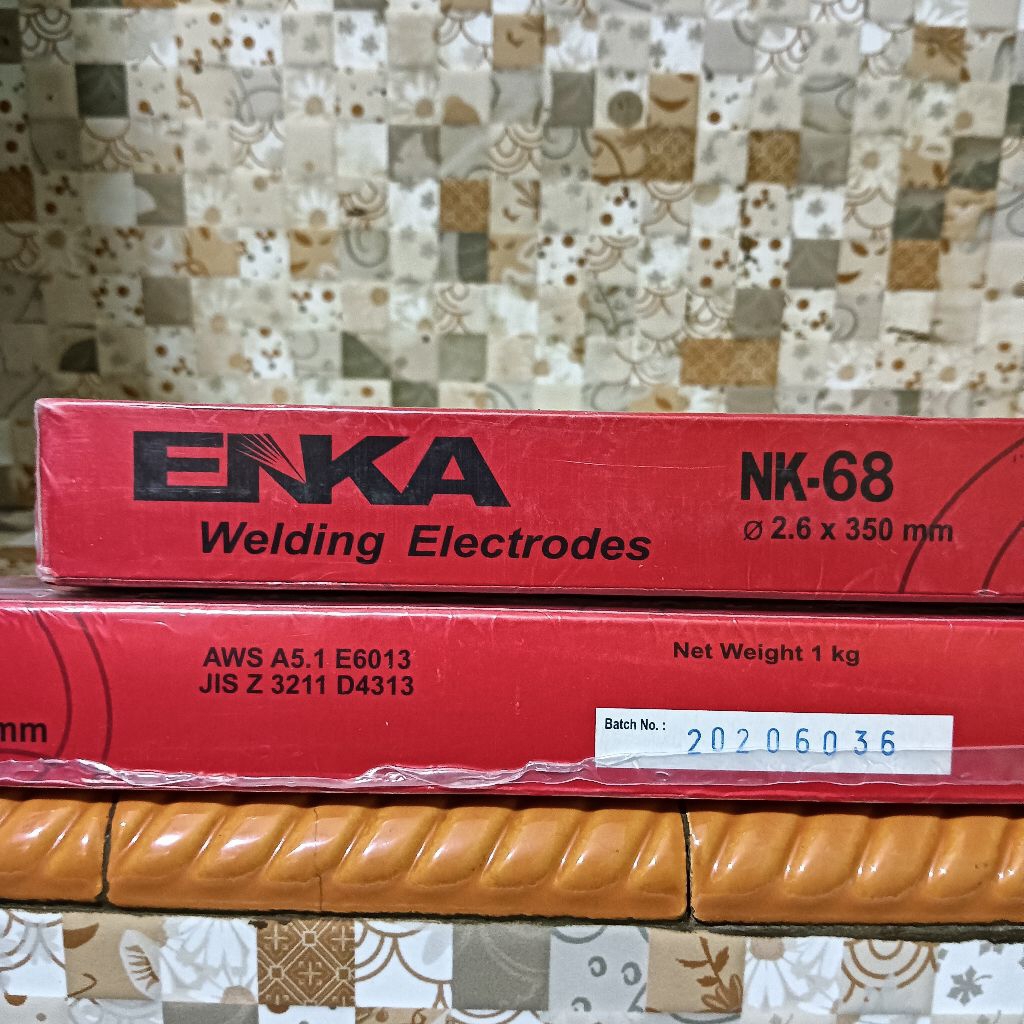 ENKA
Welding Electrodes
NK-68
Ø 2.6 x 350 mm
AWS A5.1 E6013
JIS Z 3211 D4313
Net Weight 1 kg
mm
Batch No. : 20206036